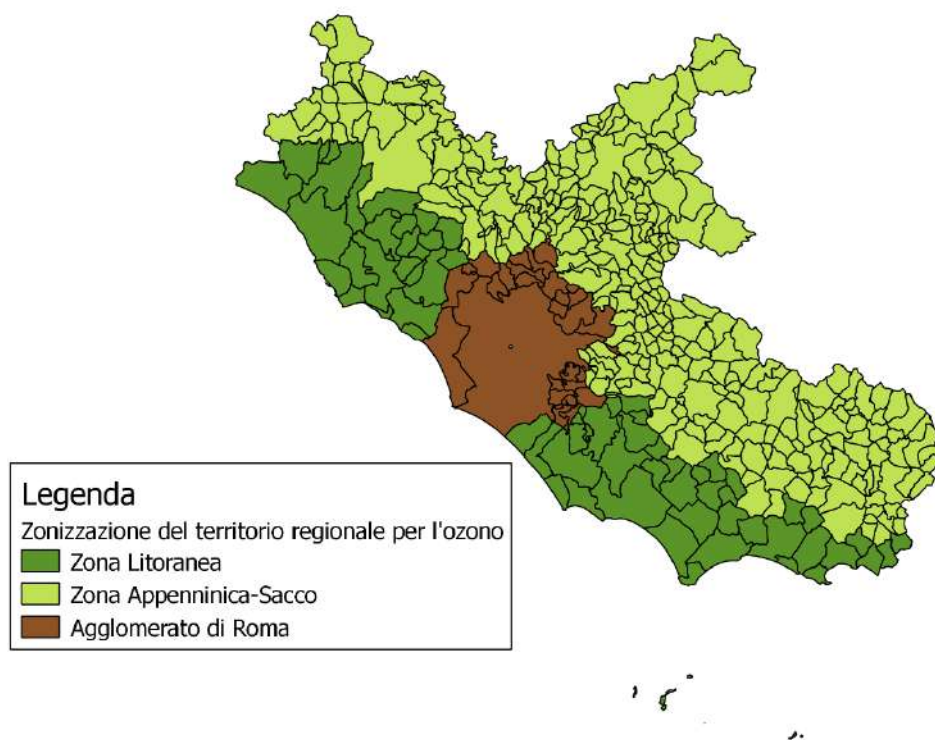 Legenda
Zonizzazione del territorio regionale per l'ozono
Zona Litoranea
Zona Appenninica-Sacco
Agglomerato di Roma